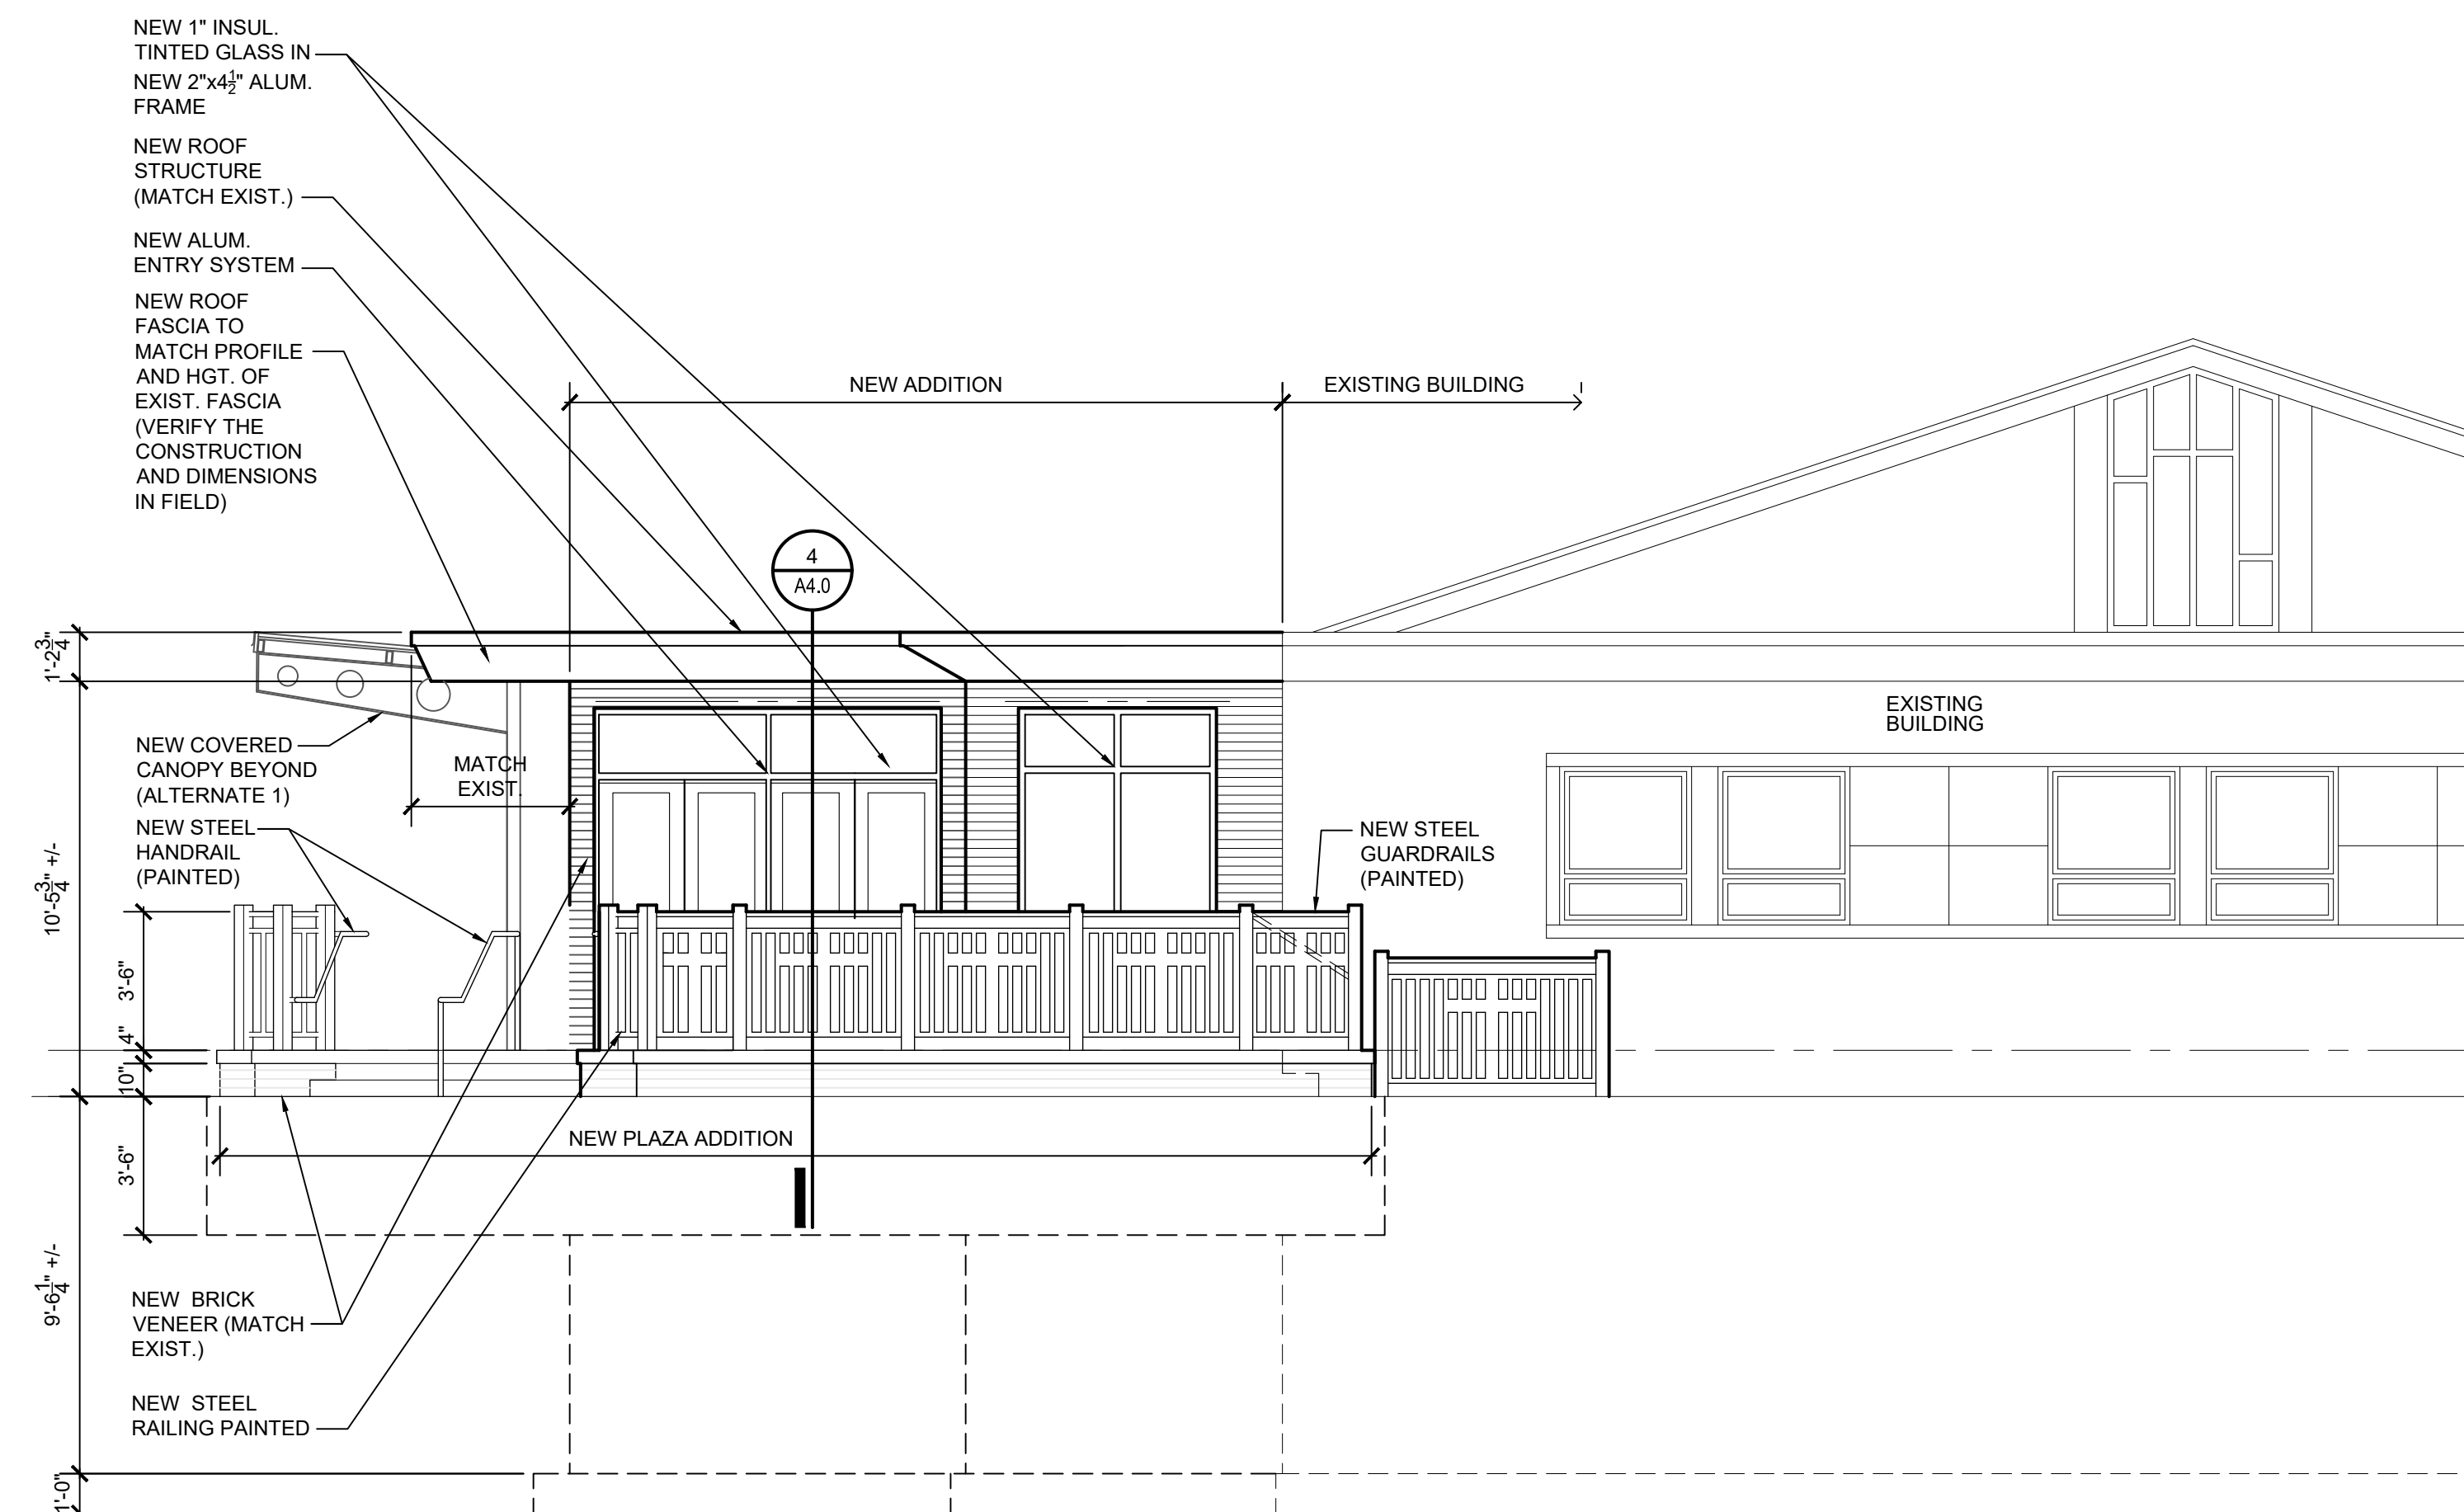 NEW 1" INSUL.
TINTED GLASS IN
NEW 2"x4½" ALUM.
FRAME
NEW ROOF
STRUCTURE
(MATCH EXIST.)
NEW ALUM.
ENTRY SYSTEM
NEW ROOF
FASCIA TO
MATCH PROFILE
AND HGT. OF
EXIST. FASCIA
(VERIFY THE
CONSTRUCTION
AND DIMENSIONS
IN FIELD)
NEW ADDITION
EXISTING BUILDING
4
A4.0
1'-2¾"
EXISTING
BUILDING
NEW COVERED
CANOPY BEYOND
(ALTERNATE 1)
MATCH
EXIST.
NEW STEEL
HANDRAIL
(PAINTED)
NEW STEEL
GUARDRAILS
(PAINTED)
10'-5¾" +/-
3'-6"
4"
10"
3'-6"
NEW PLAZA ADDITION
9'-6¼" +/-
NEW BRICK
VENEER (MATCH
EXIST.)
NEW STEEL
RAILING PAINTED
1'-0"